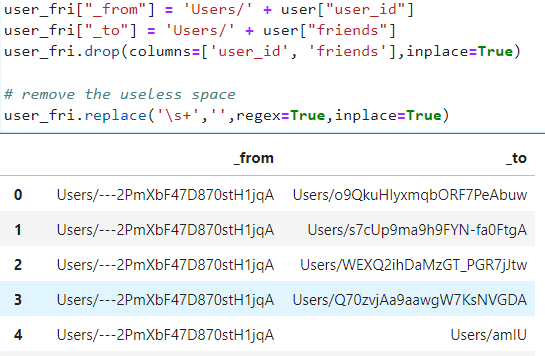 user_fri["_from"] = 'Users/' + user["user_id"]
user_fri["_to"] = 'Users/' + user["friends"]
user_fri.drop(columns=['user_id', 'friends'],inplace=True)
# remove the useless space
user_fri.replace('\s+','',regex=True,inplace=True)
_from _to
0 Users/---2PmXbF47D870stH1jqA Users/o9QkuHlyxmqbORF7PeAbuw
1 Users/---2PmXbF47D870stH1jqA Users/s7cUp9ma9h9FYN-fa0FtgA
2 Users/---2PmXbF47D870stH1jqA Users/WEXQ2ihDaMzGT_PGR7jJtw
3 Users/---2PmXbF47D870stH1jqA Users/Q70zvjAa9aawgW7KsNVGDA
4 Users/---2PmXbF47D870stH1jqA Users/amIU